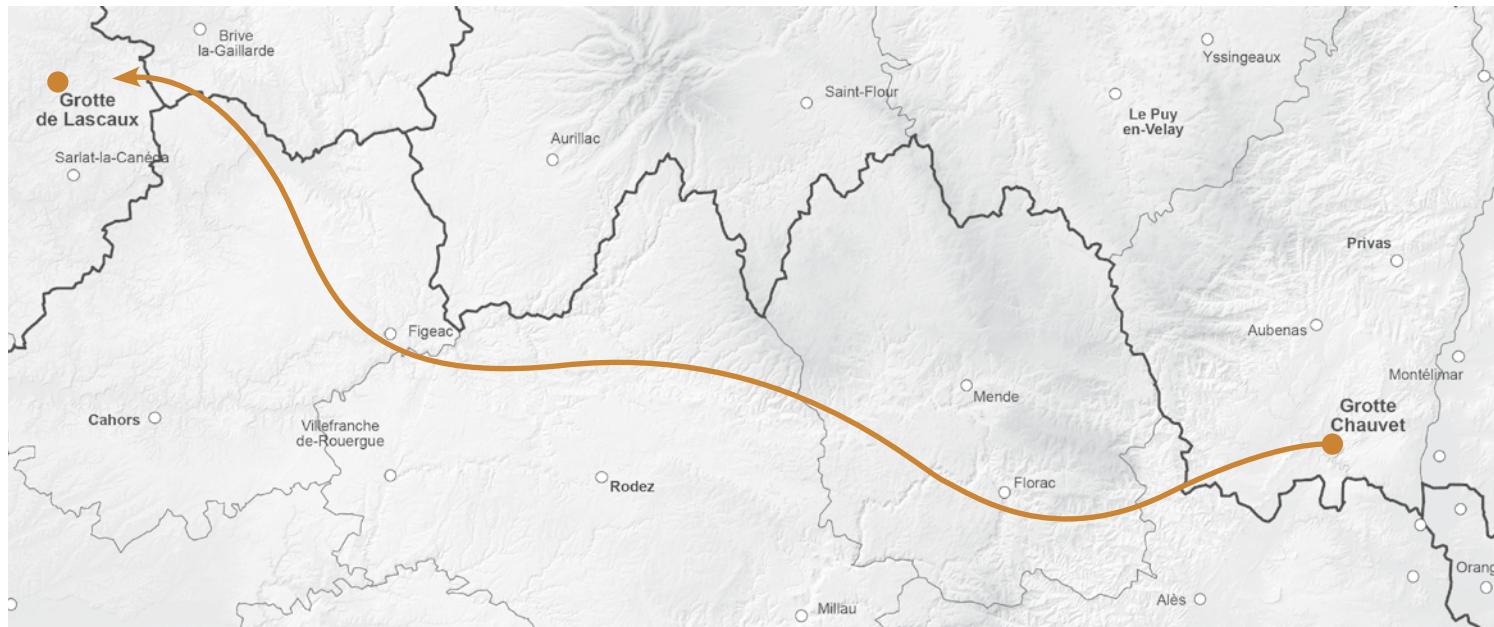 Brive
la-Gaillarde
Yssingeaux
Grotte
de Lascaux
Saint-Flour
Le Puy
en-Velay
Aurillac
Sarlat-la-Canéda
Privas
Figeac
Aubenas
Montélimar
Mende
Grotte
Chauvet
Cahors
Villefranche
de-Rouergue
Rodez
Florac
Orang
Millau
Alès